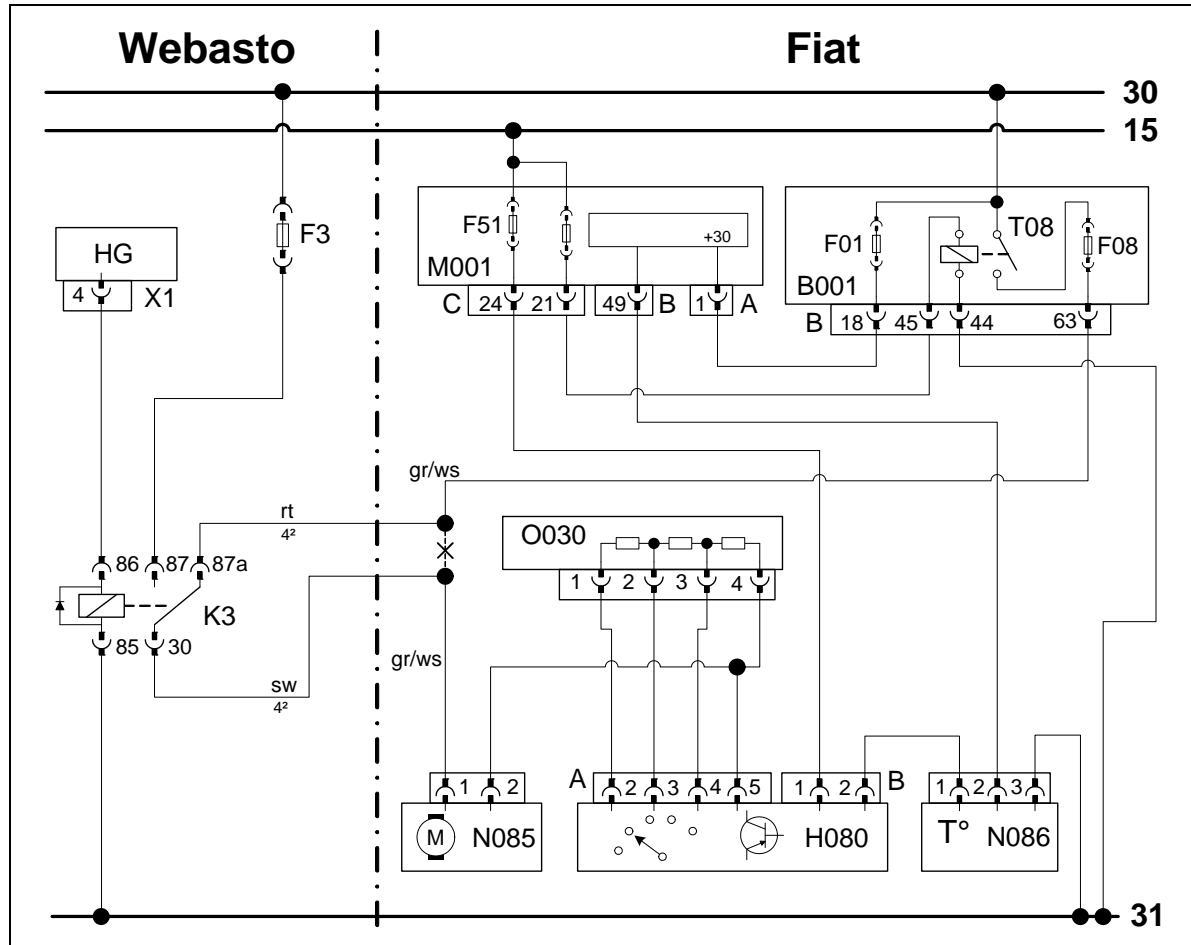 Webasto Fiat
30
15
HG
4 X1
F3
F51
+30
M001
C 24 21 49 B 1 A
F01 T08 F08
B001
B 18 45 44 63
gr/ws
rt
4²
O030
1 2 3 4
86 87 87a
K3
85 30
gr/ws
sw
4²
1 2
A 2 3 4 5
1 2 B
1 2 3
M N085
H080
T° N086
31